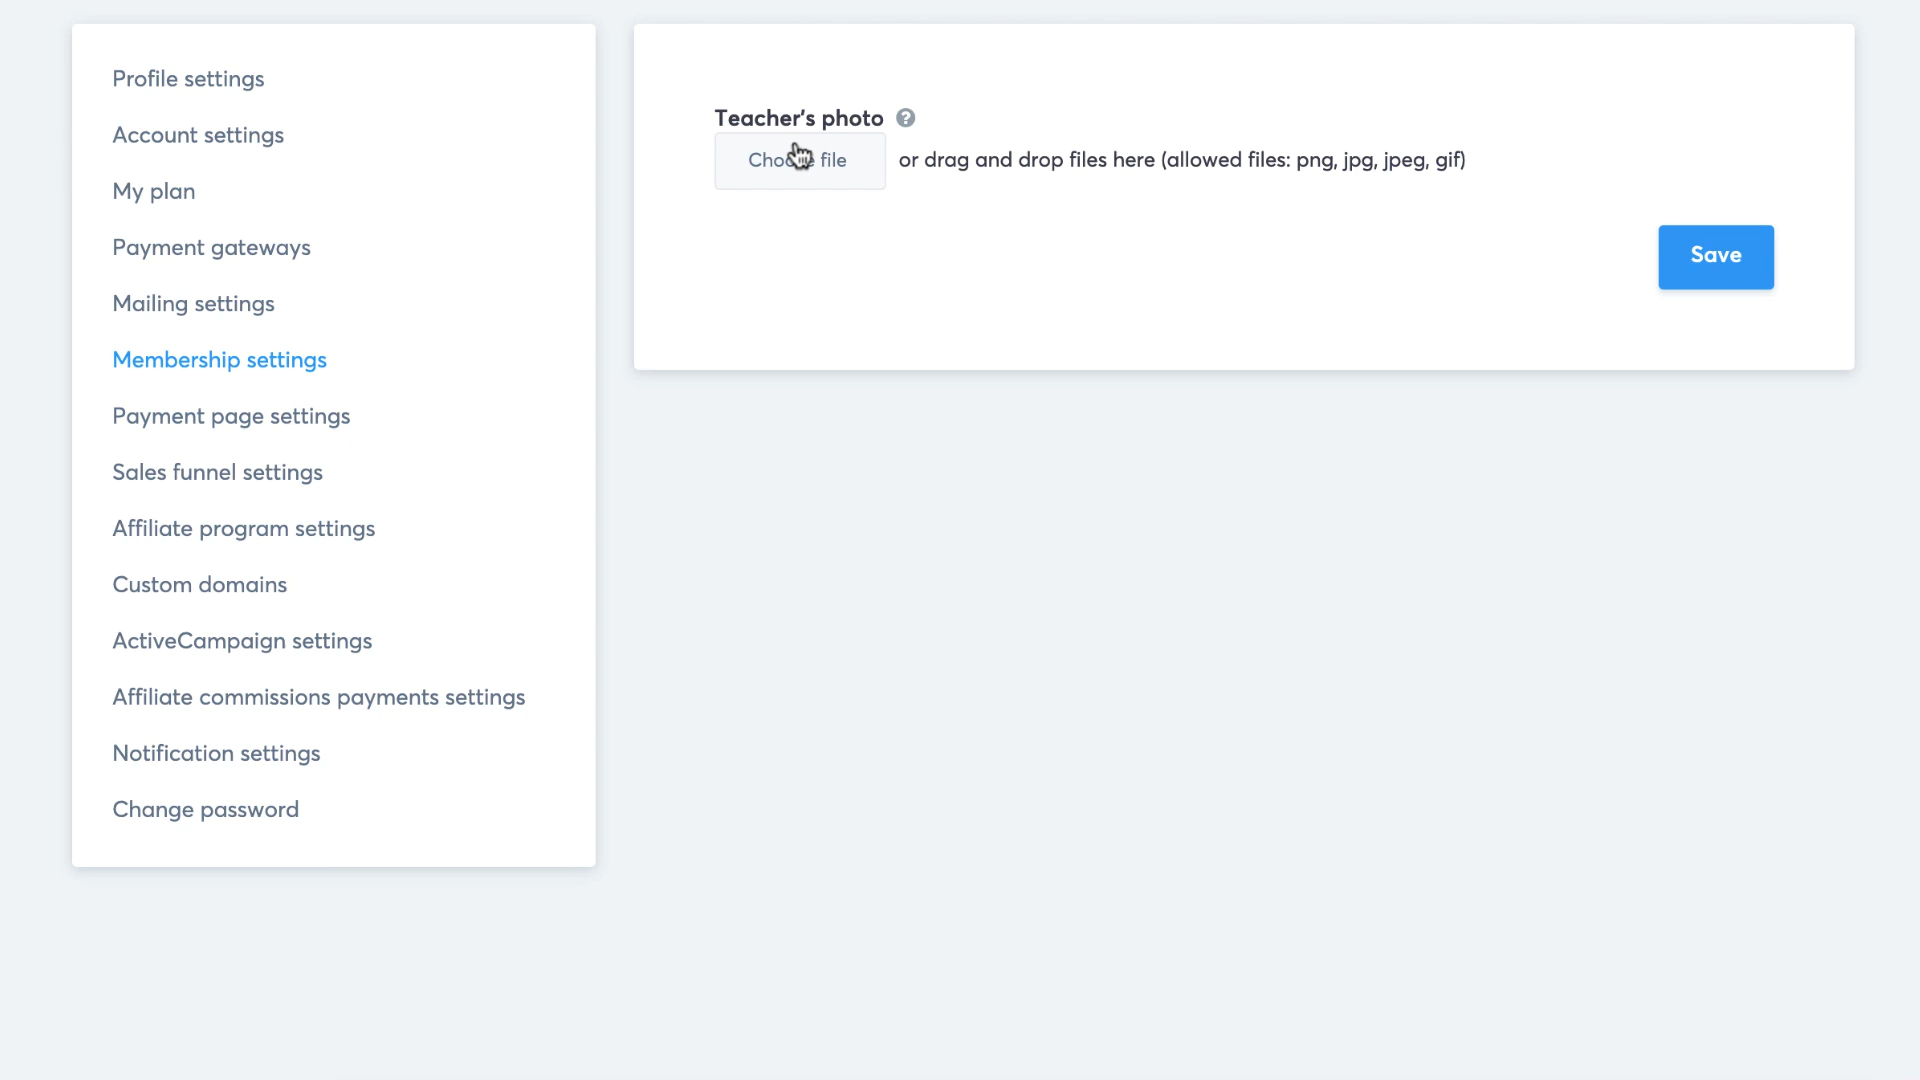 Profile settings
Account settings
My plan
Payment gateways
Mailing settings
Membership settings
Payment page settings
Sales funnel settings
Affiliate program settings
Custom domains
ActiveCampaign settings
Affiliate commissions payments settings
Notification settings
Change password
Teacher's photo ?
Choose file or drag and drop files here (allowed files: png, jpg, jpeg, gif)
Save